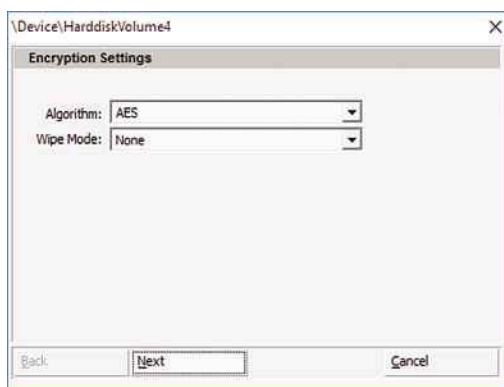 \Device\HarddiskVolume4
Encryption Settings
Algorithm: AES
Wipe Mode: None
Back Next Cancel